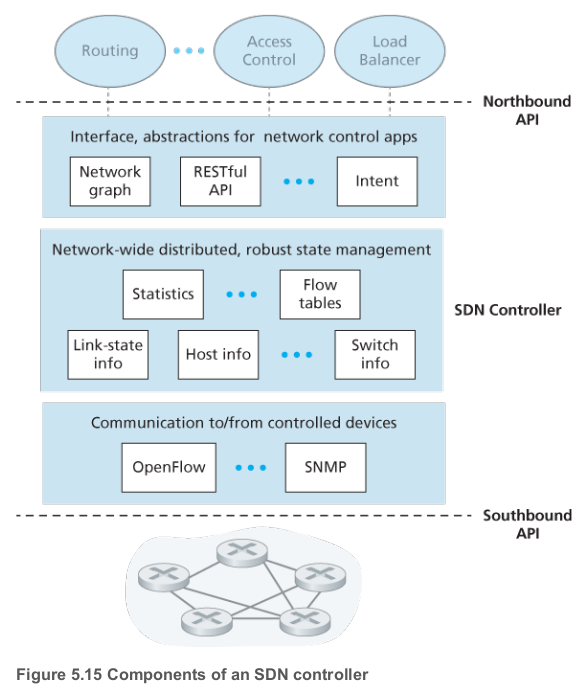 Routing
Access
Control
Load
Balancer
Northbound
API
Interface, abstractions for network control apps
Network
graph
RESTful
API
Intent
Network-wide distributed, robust state management
Statistics
Flow
tables
SDN Controller
Link-state
info
Host info
Switch
info
Communication to/from controlled devices
OpenFlow
SNMP
Southbound
API
Figure 5.15 Components of an SDN controller